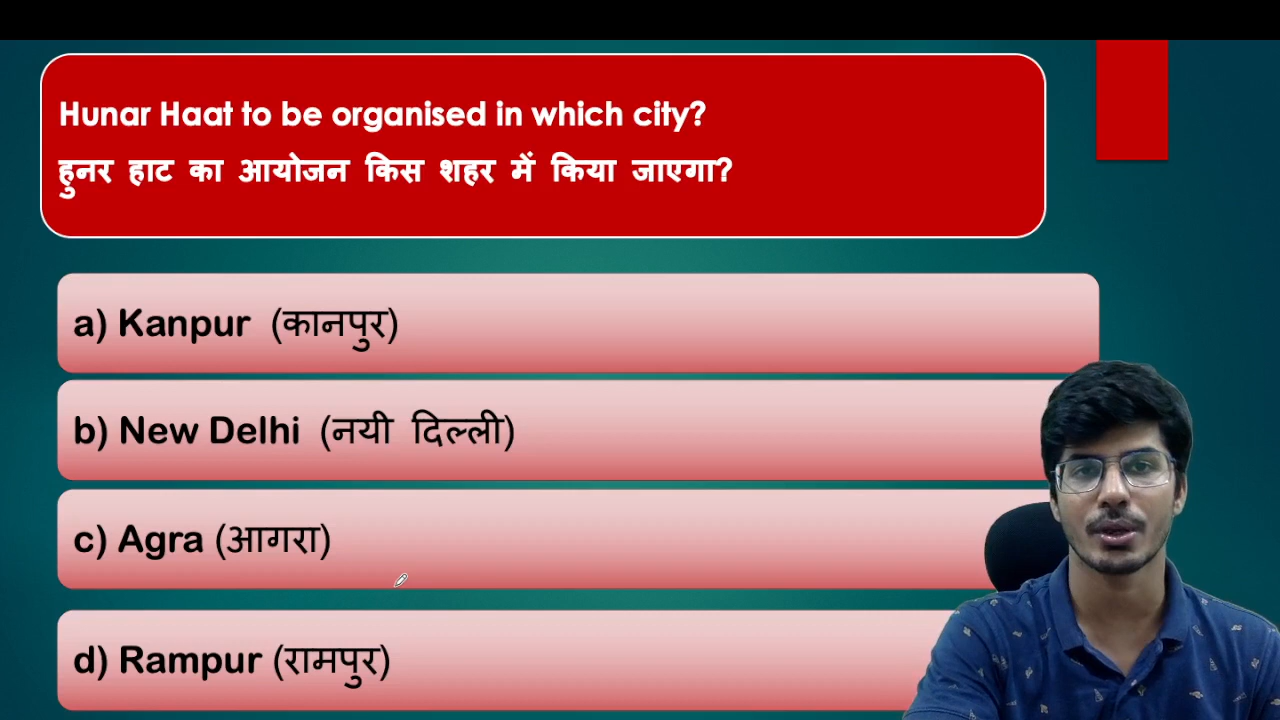 Hunar Haat to be organised in which city?
हुनर हाट का आयोजन किस शहर में किया जाएगा?
a) Kanpur (कानपुर)
b) New Delhi (नयी दिल्ली)
c) Agra (आगरा)
d) Rampur (रामपुर)